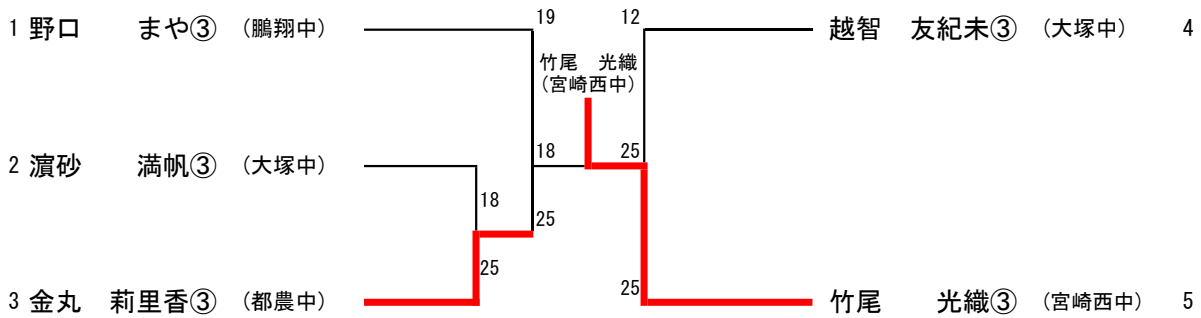 1 野口 まや③ (鵬翔中)
19
12
越智 友紀未③ (大塚中) 4
竹尾 光織
(宮崎西中)
2 濵砂 満帆③ (大塚中)
18
25
18
25
25
25
3 金丸 莉里香③ (都農中)
竹尾 光織③ (宮崎西中) 5